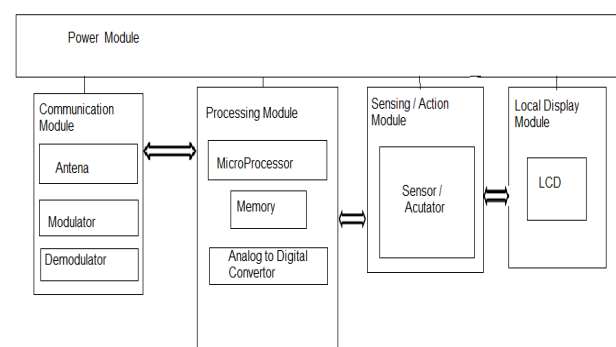 Power Module
Communication
Module
Antena
Modulator
Demodulator
Processing Module
MicroProcessor
Memory
Analog to Digital
Convertor
Sensing / Action
Module
Sensor /
Acutator
Local Display
Module
LCD